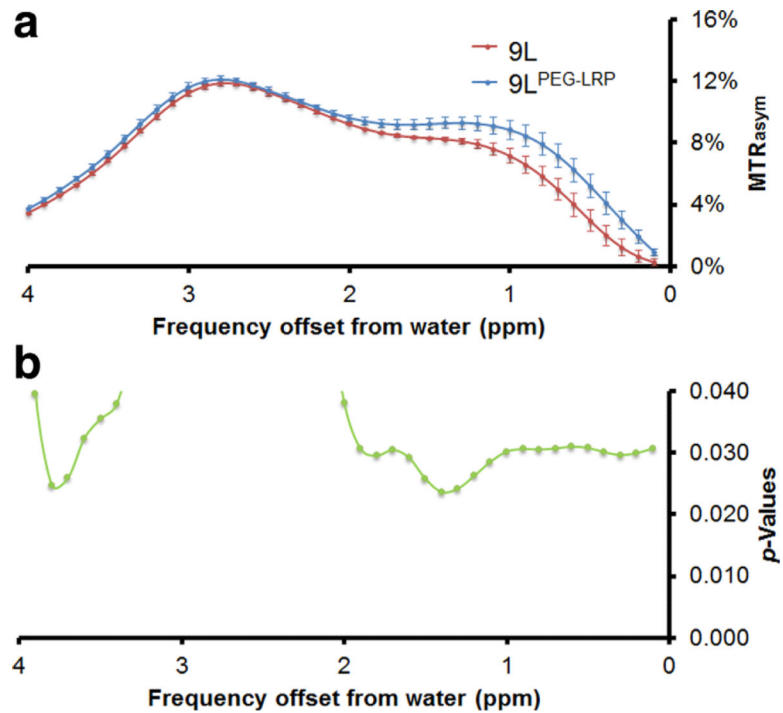 a
16%
12%
8%
4%
0%
MTRasym
9L
9L^PEG-LRP
4 3 2 1 0
Frequency offset from water (ppm)
b
0.040
0.030
0.020
0.010
0.000
p-Values
4 3 2 1 0
Frequency offset from water (ppm)